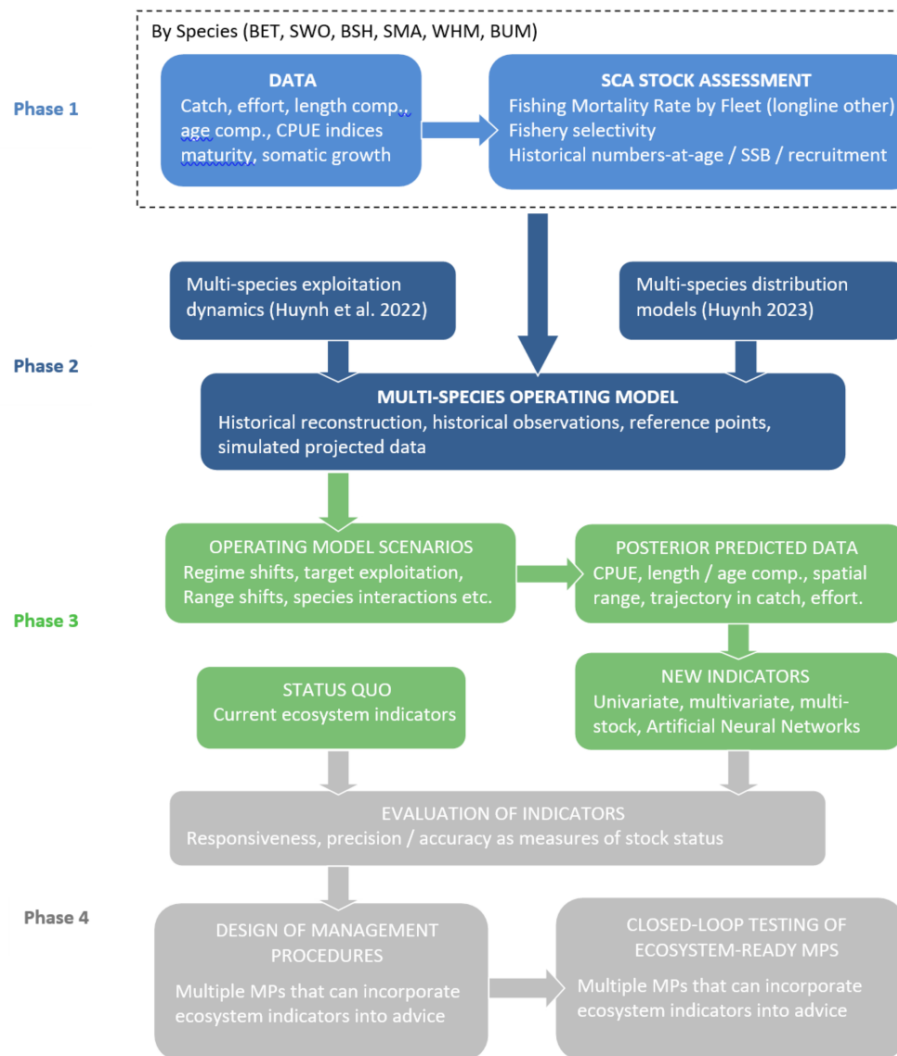 By Species (BET, SWO, BSH, SMA, WHM, BUM)
Phase 1
DATA
Catch, effort, length comp.,
age comp., CPUE indices
maturity, somatic growth
SCA STOCK ASSESSMENT
Fishing Mortality Rate by Fleet (longline other)
Fishery selectivity
Historical numbers-at-age / SSB / recruitment
Multi-species exploitation
dynamics (Huynh et al. 2022)
Multi-species distribution
models (Huynh 2023)
Phase 2
MULTI-SPECIES OPERATING MODEL
Historical reconstruction, historical observations, reference points,
simulated projected data
OPERATING MODEL SCENARIOS
Regime shifts, target exploitation,
Range shifts, species interactions etc.
POSTERIOR PREDICTED DATA
CPUE, length / age comp., spatial
range, trajectory in catch, effort.
Phase 3
STATUS QUO
Current ecosystem indicators
NEW INDICATORS
Univariate, multivariate, multi-
stock, Artificial Neural Networks
EVALUATION OF INDICATORS
Responsiveness, precision / accuracy as measures of stock status
Phase 4
DESIGN OF MANAGEMENT
PROCEDURES
Multiple MPs that can incorporate
ecosystem indicators into advice
CLOSED-LOOP TESTING OF
ECOSYSTEM-READY MPS
Multiple MPs that can incorporate
ecosystem indicators into advice